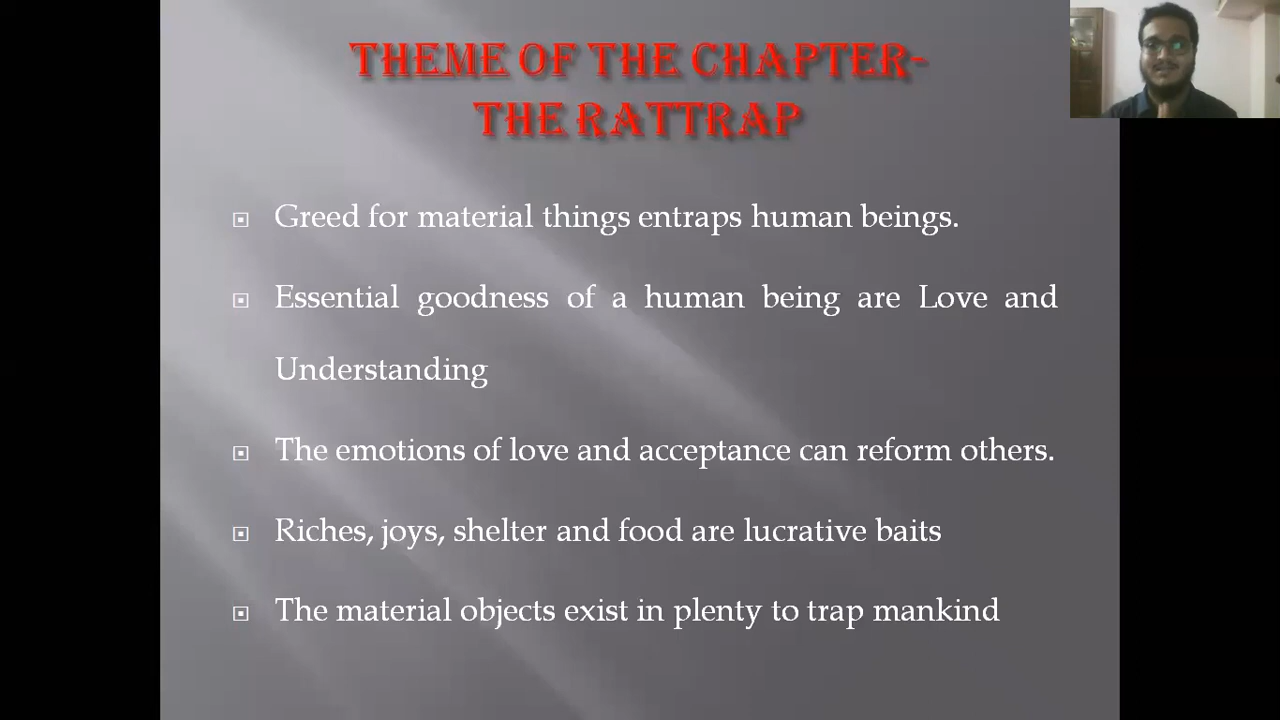 THEME OF THE CHAPTER-
THE RATTRAP
Greed for material things entraps human beings.
Essential goodness of a human being are Love and
Understanding
The emotions of love and acceptance can reform others.
Riches, joys, shelter and food are lucrative baits
The material objects exist in plenty to trap mankind